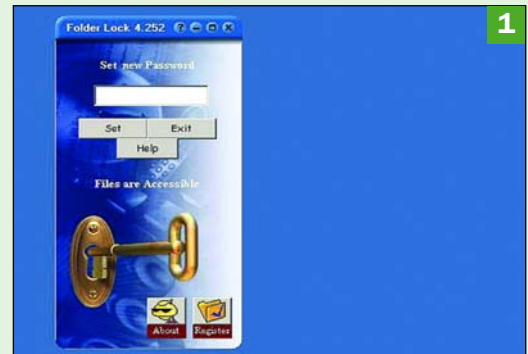 Folder Lock 4.252
1
Set new Password
Set Exit
Help
Files are Accessible
About Register